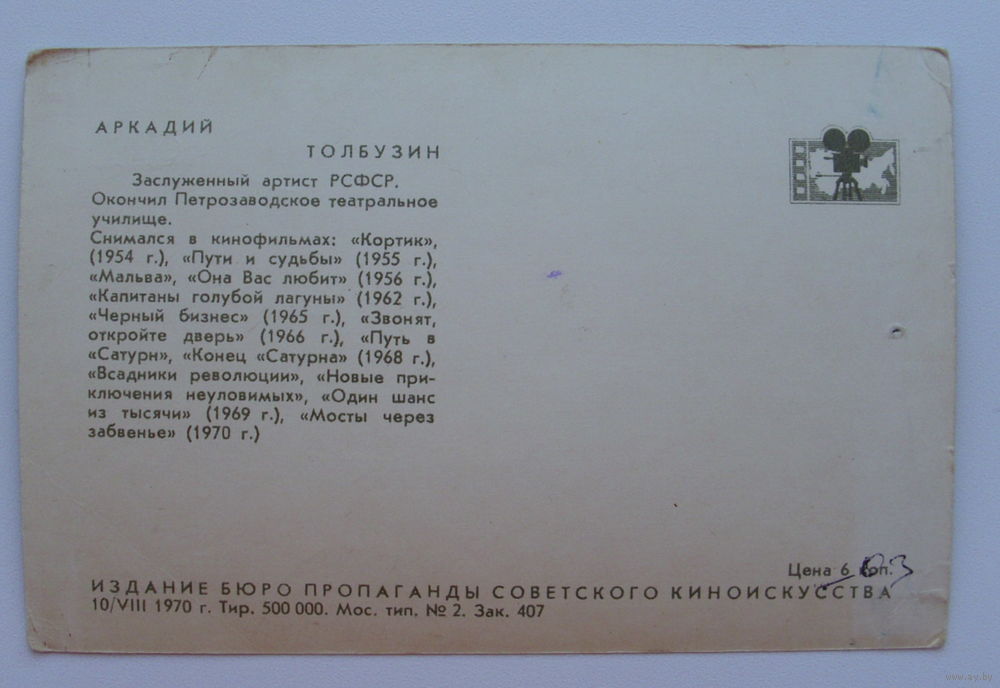 АРКАДИЙ
ТОЛБУЗИН
Заслуженный артист РСФСР.
Окончил Петрозаводское театральное
училище.
Снимался в кинофильмах: «Кортик»,
(1954 г.), «Пути и судьбы» (1955 г.),
«Мальва», «Она Вас любит» (1956 г.),
«Капитаны голубой лагуны» (1962 г.),
«Черный бизнес» (1965 г.), «Звонят,
откройте дверь» (1966 г.), «Путь в
«Сатурн», «Конец «Сатурна» (1968 г.),
«Всадники революции», «Новые при-
ключения неуловимых», «Один шанс
из тысячи» (1969 г.), «Мосты через
забвенье» (1970 г.)
Цена 6 коп.
ИЗДАНИЕ БЮРО ПРОПАГАНДЫ СОВЕТСКОГО КИНОИСКУССТВА
10/VIII 1970 г. Тир. 500 000. Мос. тип. № 2. Зак. 407
www.ay.by